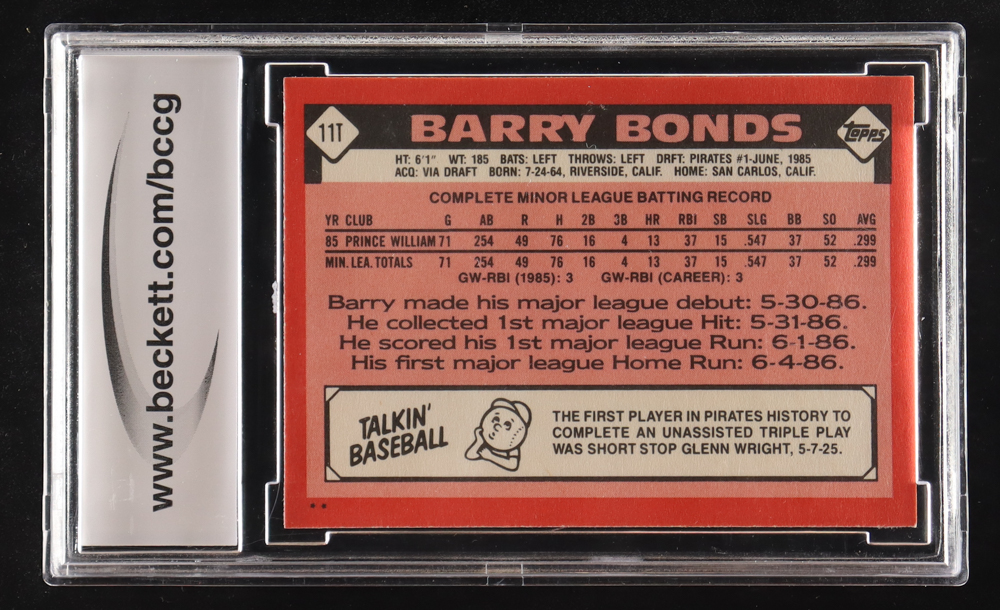 www.beckett.com/bccg
11T
BARRY BONDS
topps
HT: 6'1" WT: 185 BATS: LEFT THROWS: LEFT DRFT: PIRATES #1-JUNE, 1985
ACQ: VIA DRAFT BORN: 7-24-64, RIVERSIDE, CALIF. HOME: SAN CARLOS, CALIF.
COMPLETE MINOR LEAGUE BATTING RECORD
YR CLUB G AB R H 2B 3B HR RBI SB SLG BB SO AVG
85 PRINCE WILLIAM 71 254 49 76 16 4 13 37 15 .547 37 52 .299
MIN. LEA. TOTALS 71 254 49 76 16 4 13 37 15 .547 37 52 .299
GW-RBI (1985): 3 GW-RBI (CAREER): 3
Barry made his major league debut: 5-30-86.
He collected 1st major league Hit: 5-31-86.
He scored his 1st major league Run: 6-1-86.
His first major league Home Run: 6-4-86.
TALKIN'
BASEBALL
THE FIRST PLAYER IN PIRATES HISTORY TO
COMPLETE AN UNASSISTED TRIPLE PLAY
WAS SHORT STOP GLENN WRIGHT, 5-7-25.
**